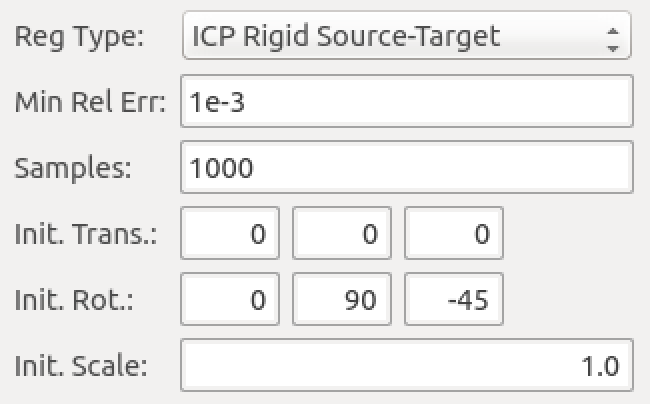 Reg Type: ICP Rigid Source-Target
Min Rel Err: 1e-3
Samples: 1000
Init. Trans.: 0 0 0
Init. Rot.: 0 90 -45
Init. Scale: 1.0